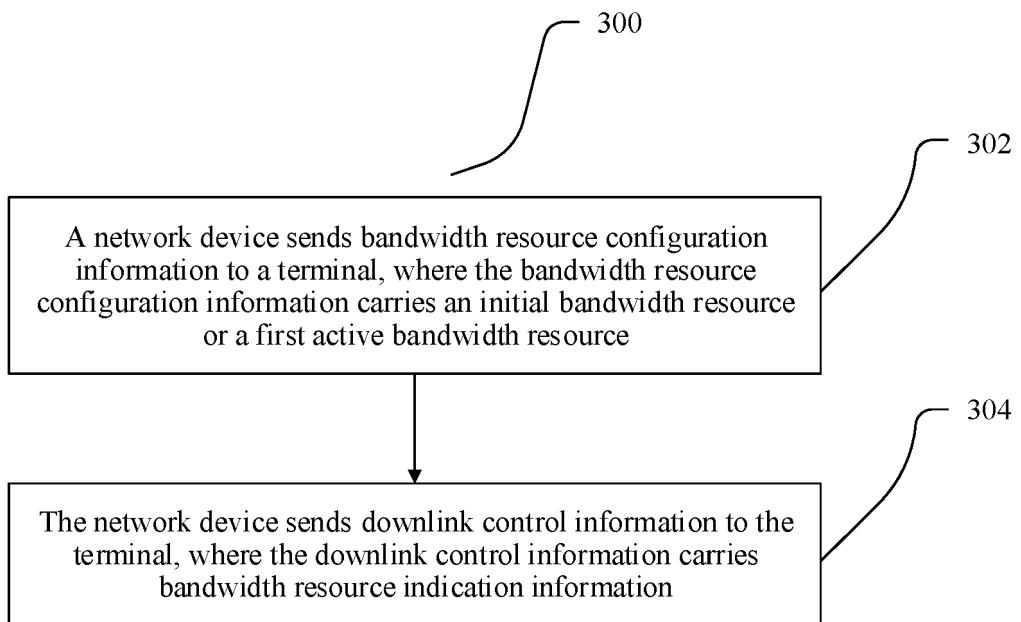 300
302
A network device sends bandwidth resource configuration
information to a terminal, where the bandwidth resource
configuration information carries an initial bandwidth resource
or a first active bandwidth resource
304
The network device sends downlink control information to the
terminal, where the downlink control information carries
bandwidth resource indication information